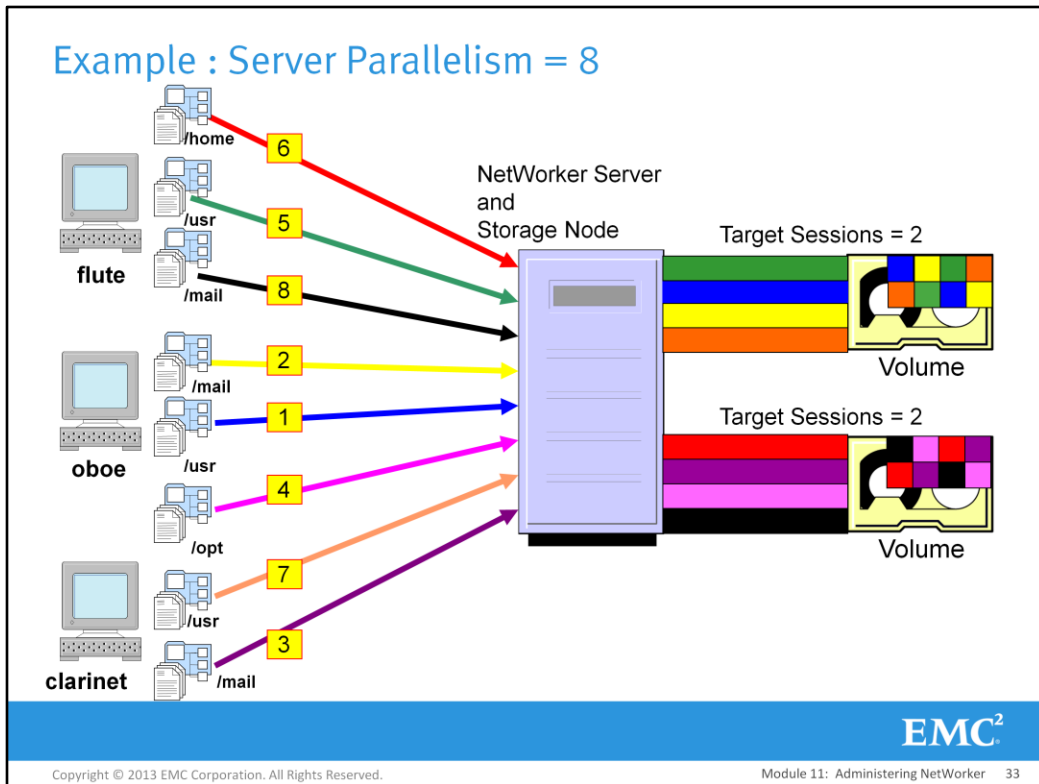 Example : Server Parallelism = 8
/home
6
/usr
5
/mail
8
flute
NetWorker Server
and
Storage Node
Target Sessions = 2
Volume
/mail
2
/usr
1
oboe
/opt
4
Target Sessions = 2
Volume
/usr
7
/mail
3
clarinet
EMC²
Copyright © 2013 EMC Corporation. All Rights Reserved.
Module 11: Administering NetWorker 33